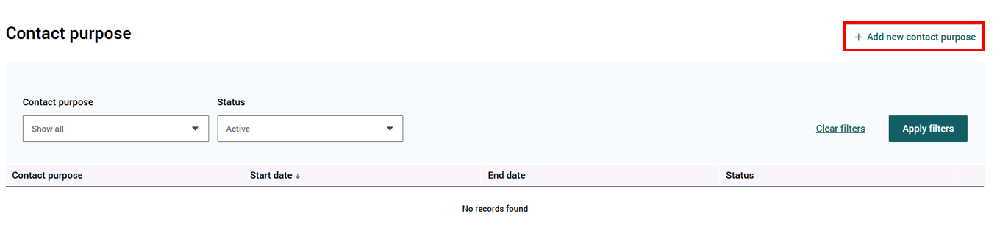 Contact purpose
+ Add new contact purpose
Contact purpose Status
Show all Active
Clear filters Apply filters
Contact purpose Start date ↓ End date Status
No records found